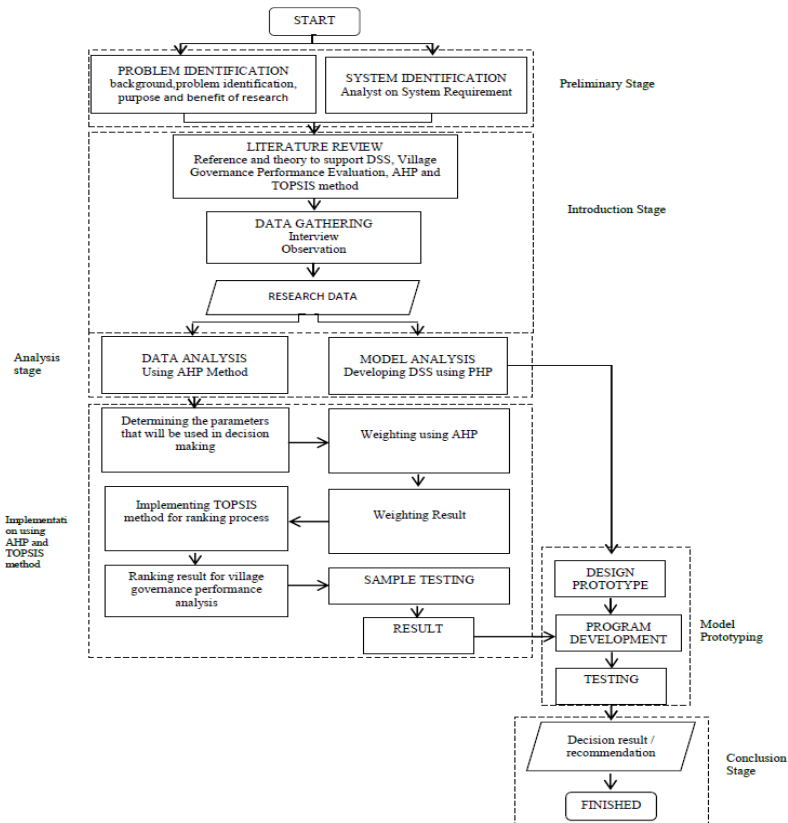 START
PROBLEM IDENTIFICATION
background,problem identification,
purpose and benefit of research
SYSTEM IDENTIFICATION
Analyst on System Requirement
Preliminary Stage
LITERATURE REVIEW
Reference and theory to support DSS, Village
Governance Performance Evaluation, AHP and
TOPSIS method
DATA GATHERING
Interview
Observation
Introduction Stage
RESEARCH DATA
Analysis
stage
DATA ANALYSIS
Using AHP Method
MODEL ANALYSIS
Developing DSS using PHP
Determining the parameters
that will be used in decision
making
Weighting using AHP
Implementing TOPSIS
method for ranking process
Weighting Result
Implementati
on using
AHP and
TOPSIS
method
Ranking result for village
governance performance
analysis
SAMPLE TESTING
RESULT
DESIGN
PROTOTYPE
PROGRAM
DEVELOPMENT
TESTING
Model
Prototyping
Decision result /
recommendation
Conclusion
Stage
FINISHED